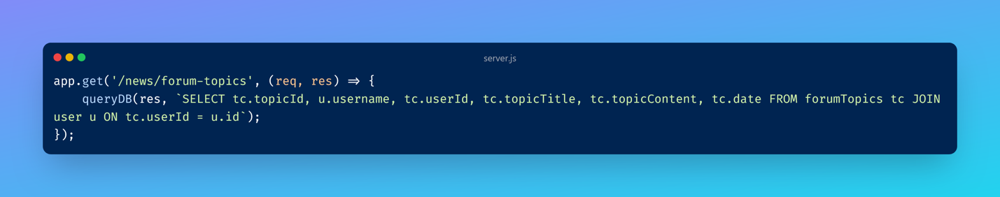 server.js
app.get('/news/forum-topics', (req, res) => {
    queryDB(res, `SELECT tc.topicId, u.username, tc.userId, tc.topicTitle, tc.topicContent, tc.date FROM forumTopics tc JOIN
user u ON tc.userId = u.id`);
});